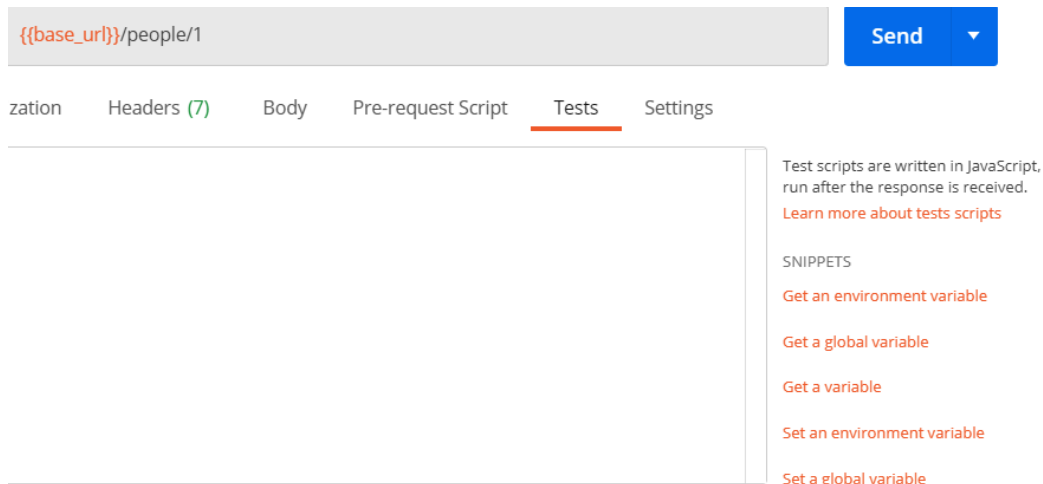 {{base_url}}/people/1
Send
zation Headers (7) Body Pre-request Script Tests Settings
Test scripts are written in JavaScript,
run after the response is received.
Learn more about tests scripts
SNIPPETS
Get an environment variable
Get a global variable
Get a variable
Set an environment variable
Set a global variable